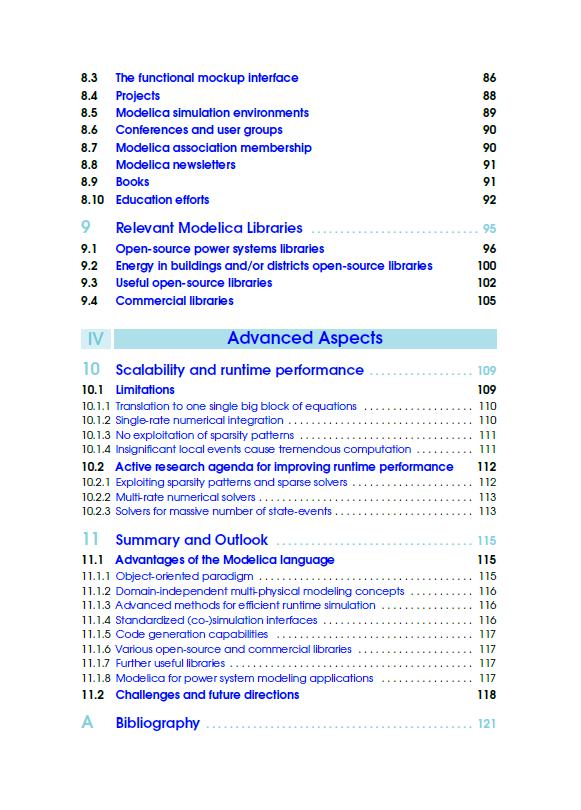 8.3 The functional mockup interface 86
8.4 Projects 88
8.5 Modelica simulation environments 89
8.6 Conferences and user groups 90
8.7 Modelica association membership 90
8.8 Modelica newsletters 91
8.9 Books 91
8.10 Education efforts 92
9 Relevant Modelica Libraries . . . . . . . . . . . . . . . . . . . . . . . . . . . . . 95
9.1 Open-source power systems libraries 96
9.2 Energy in buildings and/or districts open-source libraries 100
9.3 Useful open-source libraries 102
9.4 Commercial libraries 105
IV Advanced Aspects
10 Scalability and runtime performance . . . . . . . . . . . . . . . . . . 109
10.1 Limitations 109
10.1.1 Translation to one single big block of equations . . . . . . . . . . . . . . . . . . 110
10.1.2 Single-rate numerical integration . . . . . . . . . . . . . . . . . . . . . . . . . . . . . 110
10.1.3 No exploitation of sparsity patterns . . . . . . . . . . . . . . . . . . . . . . . . . . . . 111
10.1.4 Insignificant local events cause tremendous computation . . . . . . . . . . 111
10.2 Active research agenda for improving runtime performance 112
10.2.1 Exploiting sparsity patterns and sparse solvers . . . . . . . . . . . . . . . . . . . . 112
10.2.2 Multi-rate numerical solvers . . . . . . . . . . . . . . . . . . . . . . . . . . . . . . . . . . 113
10.2.3 Solvers for massive number of state-events . . . . . . . . . . . . . . . . . . . . . . 113
11 Summary and Outlook . . . . . . . . . . . . . . . . . . . . . . . . . . . . . . . . . . 115
11.1 Advantages of the Modelica language 115
11.1.1 Object-oriented paradigm . . . . . . . . . . . . . . . . . . . . . . . . . . . . . . . . . . 115
11.1.2 Domain-independent multi-physical modeling concepts . . . . . . . . . . . 116
11.1.3 Advanced methods for efficient runtime simulation . . . . . . . . . . . . . . . 116
11.1.4 Standardized (co-)simulation interfaces . . . . . . . . . . . . . . . . . . . . . . . . 116
11.1.5 Code generation capabilities . . . . . . . . . . . . . . . . . . . . . . . . . . . . . . . 117
11.1.6 Various open-source and commercial libraries . . . . . . . . . . . . . . . . . . . 117
11.1.7 Further useful libraries . . . . . . . . . . . . . . . . . . . . . . . . . . . . . . . . . . . . . . 117
11.1.8 Modelica for power system modeling applications . . . . . . . . . . . . . . . . 117
11.2 Challenges and future directions 118
A Bibliography . . . . . . . . . . . . . . . . . . . . . . . . . . . . . . . . . . . . . . . . . . . . . . 121